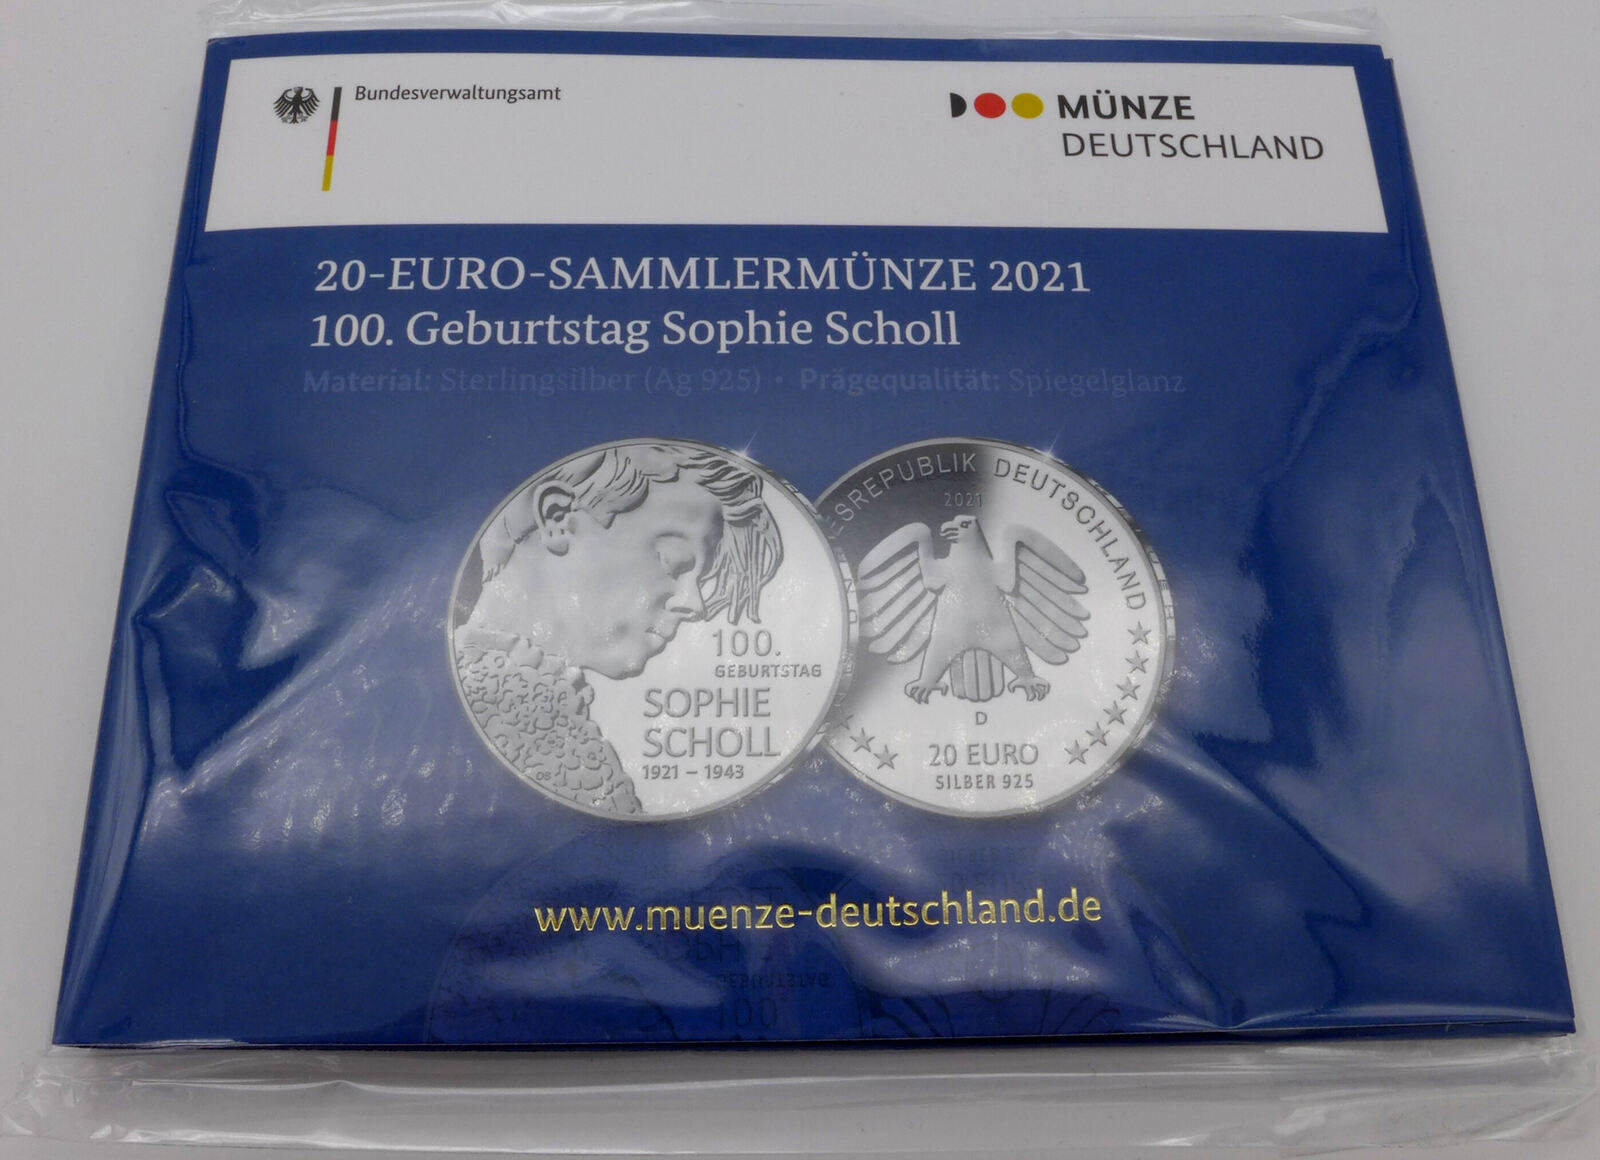 Bundesverwaltungsamt
MÜNZE
DEUTSCHLAND
20-EURO-SAMMLERMÜNZE 2021
100. Geburtstag Sophie Scholl
Material: Sterlingsilber (Ag 925) • Prägequalität: Spiegelglanz
100.
GEBURTSTAG
SOPHIE
SCHOLL
1921 – 1943
DB
ESREPUBLIK DEUTSCHLAND
2021
D
20 EURO
SILBER 925
www.muenze-deutschland.de